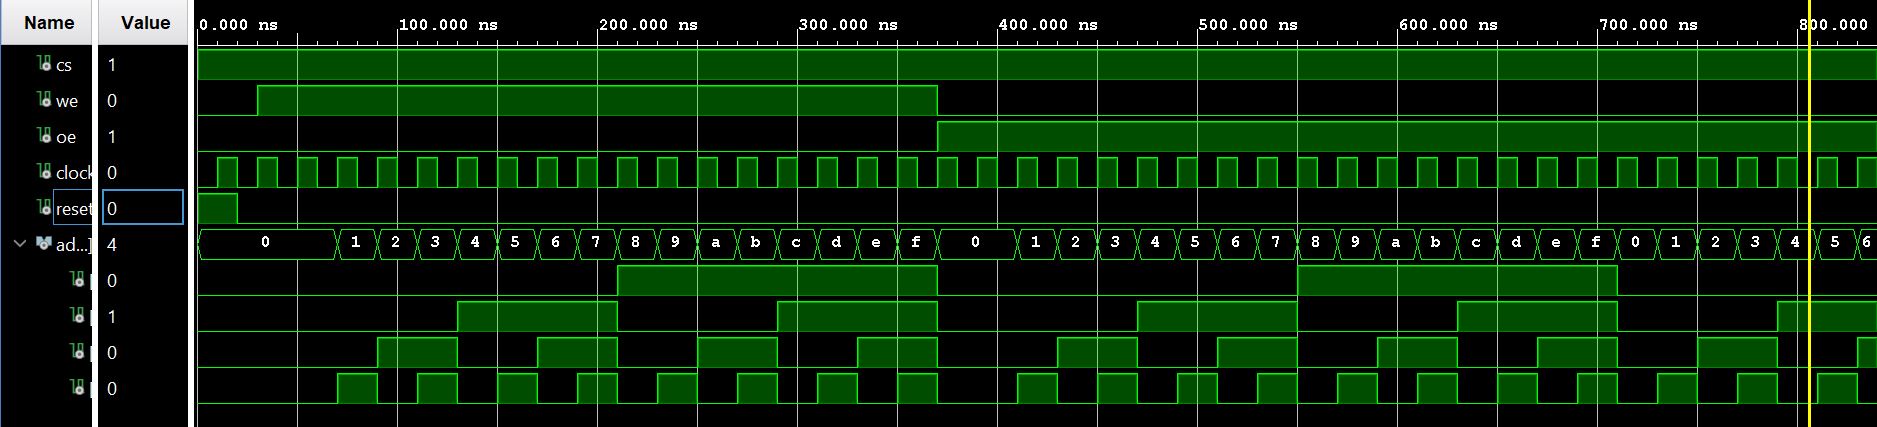 Name Value 0.000 ns 100.000 ns 200.000 ns 300.000 ns 400.000 ns 500.000 ns 600.000 ns 700.000 ns 800.000
cs 1
we 0
oe 1
clock 0
reset 0
ad...] 4 0 1 2 3 4 5 6 7 8 9 a b c d e f 0 1 2 3 4 5 6 7 8 9 a b c d e f 0 1 2 3 4 5 6
0
1
0
0